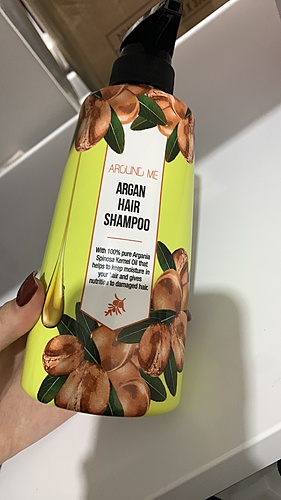 AROUND ME
ARGAN
HAIR
SHAMPOO
With 100% pure Argania
Spinosa Kernel Oil that
helps to keep moisture in
your hair and gives
nutrition to damaged hair.